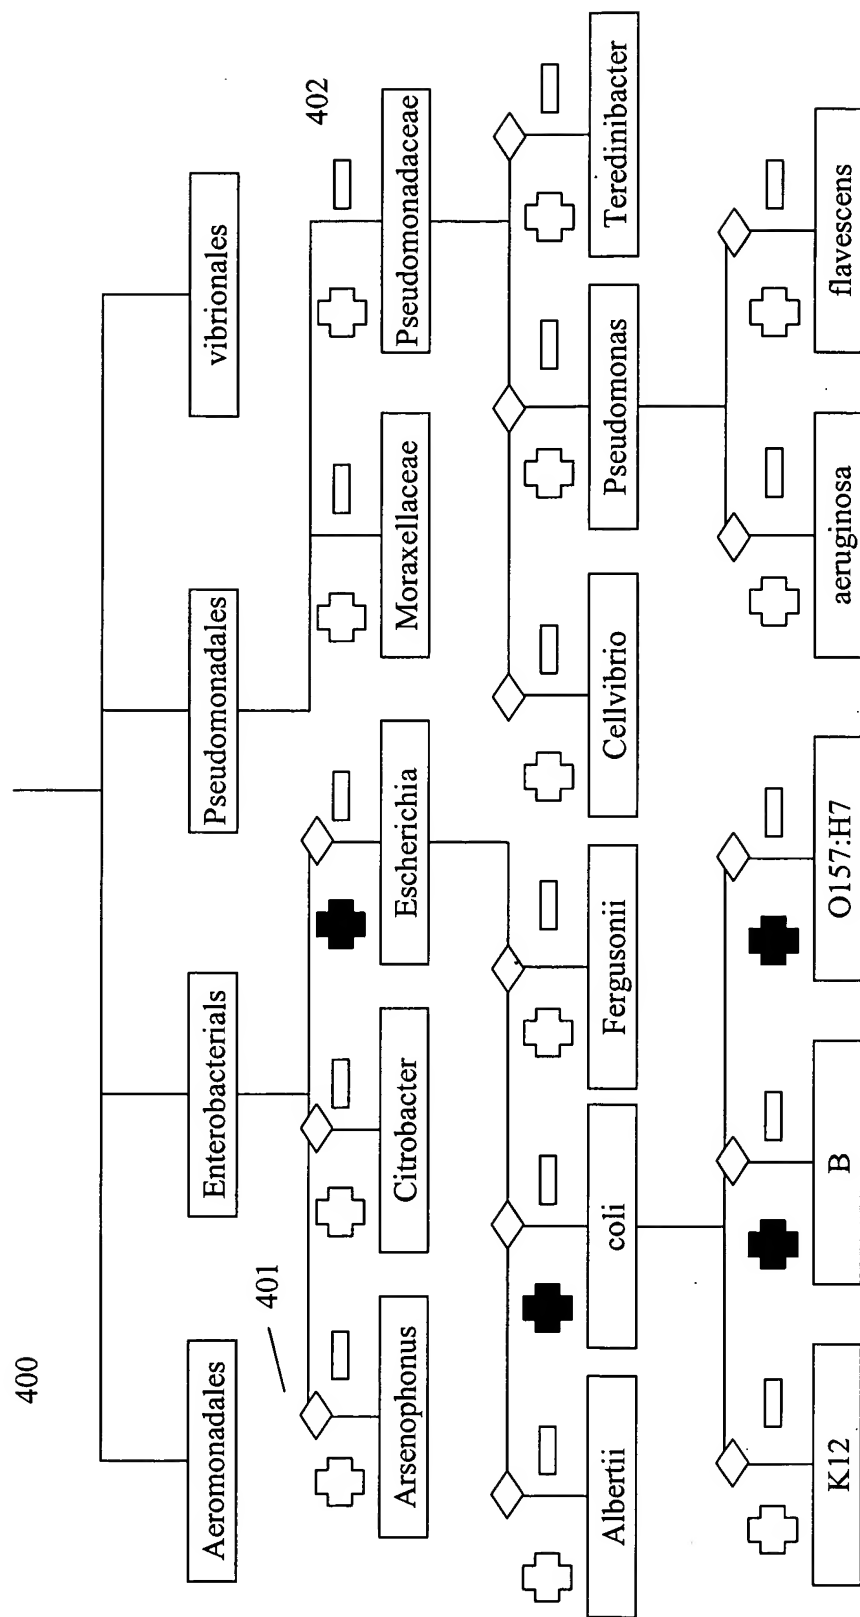 400
Aeromonadales
Enterobacterials
Pseudomonadales
vibrionales
401
402
Arsenophonus
Citrobacter
Escherichia
Moraxellaceae
Pseudomonadaceae
Albertii
coli
Fergusonii
Cellvibrio
Pseudomonas
Teredinibacter
K12
B
O157:H7
aeruginosa
flavescens